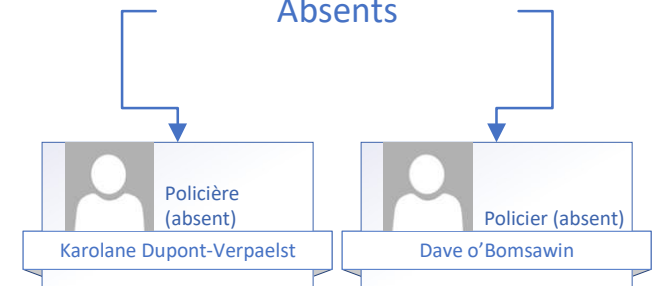 Absents
Policière
(absent)
Karolane Dupont-Verpaelst
Policier (absent)
Dave o’Bomsawin